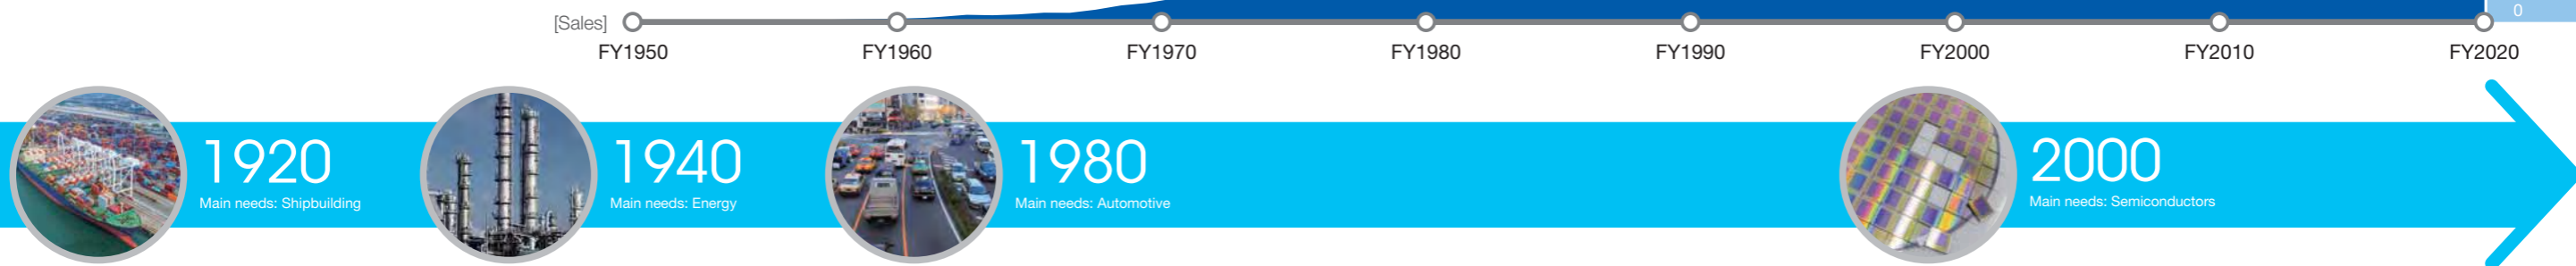 0
[Sales]
FY1950 FY1960 FY1970 FY1980 FY1990 FY2000 FY2010 FY2020
1920
Main needs: Shipbuilding
1940
Main needs: Energy
1980
Main needs: Automotive
2000
Main needs: Semiconductors